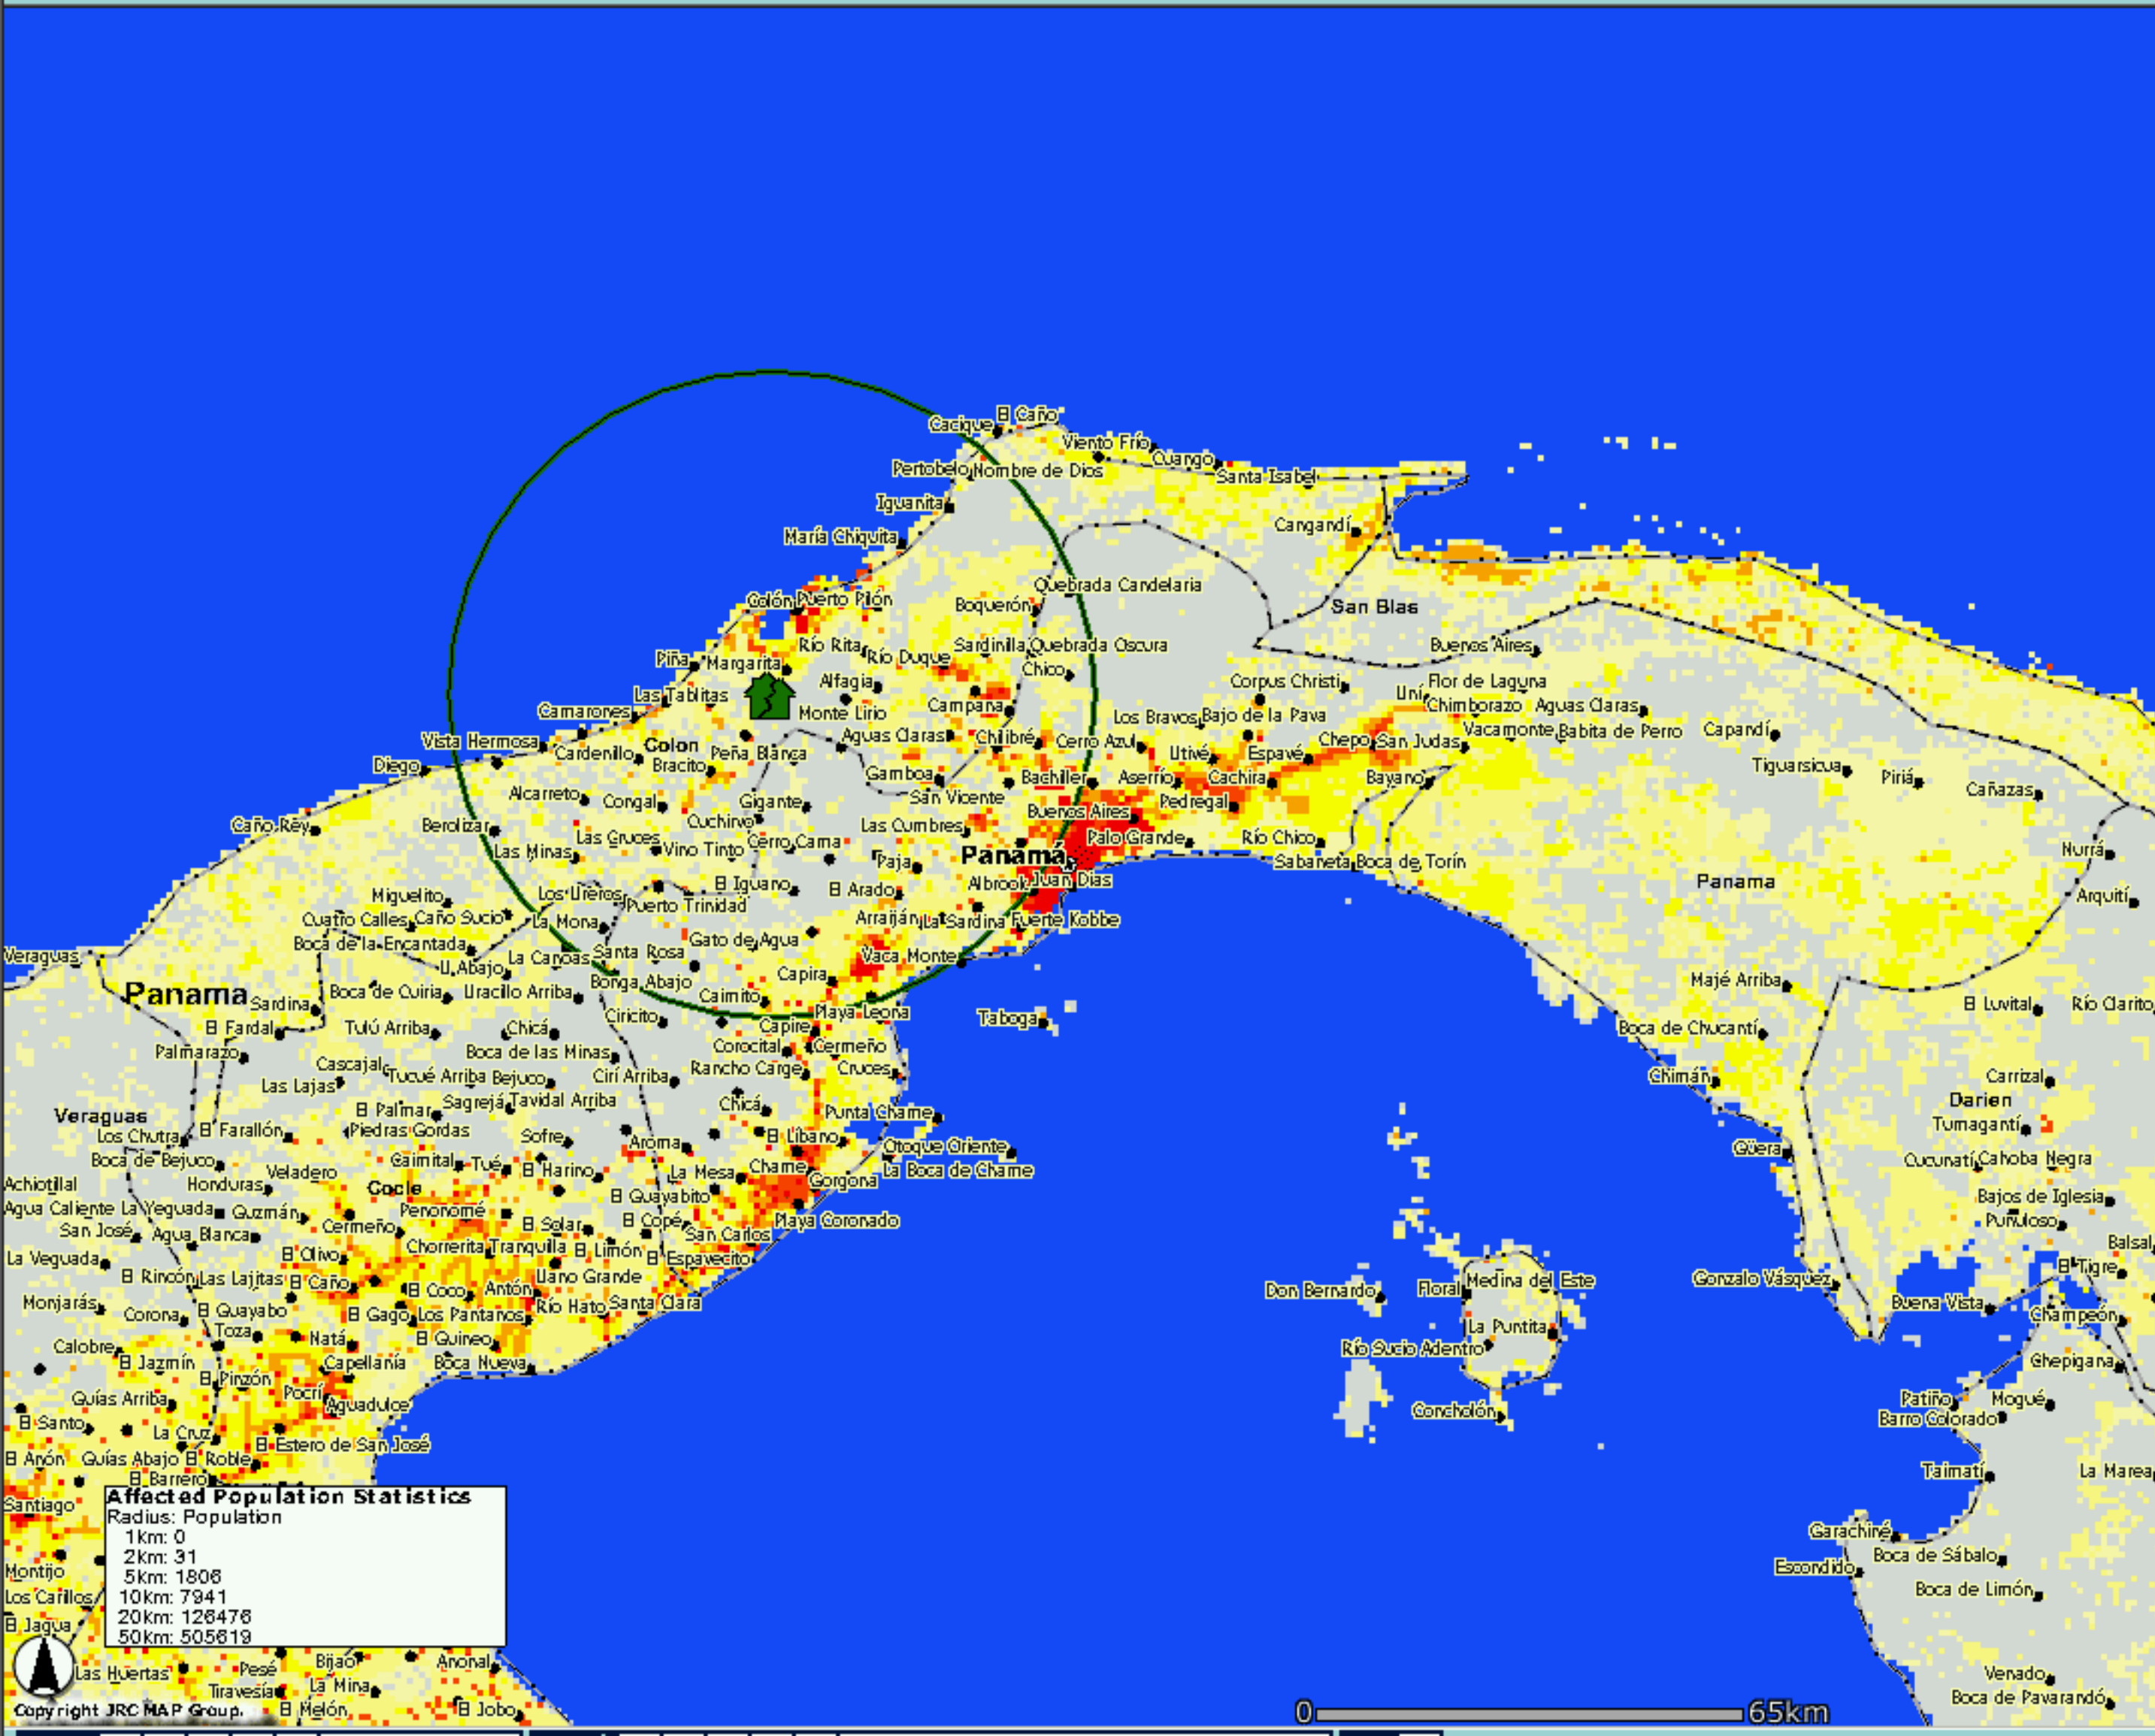 Cacique El Caño
Viento Frío
Cuango
Portobelo Nombre de Dios
Santa Isabel
Iguanita
Cangandí
María Chiquita
Quebrada Candelaria
Colón Puerto Pilón
Boquerón
San Blas
Río Rita
Sardinilla Quebrada Oscura
Buenos Aires
Piña Margarita
Río Duque
Chico
Las Tablitas
Alfagia
Corpus Christi
Flor de Laguna
Uní
Camarones
Monte Lirio
Campana
Chimborazo Aguas Claras
Los Bravos Bajo de la Pava
Vista Hermosa
Cardenillo
Colon
Peña Blanca
Aguas Claras
Chilibré
Cerro Azul
Utivé
Espavé
Chepo San Judas
Vacamonte Babita de Perro
Capandí
Diego
Bracito
Gamboa
Bachiller
Aserrío
Cachira
Bayano
Tiguarsicua
Piriá
Cañazas
Alcarreto
Congal
Gigante
San Vicente
Pedregal
Caño Rey
Berolizar
Las Cruces
Cuchirvo
Las Cumbres
Buenos Aires
Palo Grande
Río Chico
Las Minas
Vino Tinto
Cerro Cama
Paja
Panamá
Sabaneta Boca de Torín
Nurrá
Miguelito
Los Ureros
Puerto Trinidad
El Iguano
El Arado
Albrook Juan Dias
Panama
Arquití
Cuatro Calles Caño Sucio
La Mona
Arraiján La Sardina Fuerte Kobbe
Boca de la Encantada
Gato de Agua
Veraguas
U Abajo
La Canoas
Santa Rosa
Vaca Monte
Panama
Sardina
Boca de Cuiria
Uracillo Arriba
Bonga Abajo
Capira
Majé Arriba
Caimito
El Luvital
Río Clarito
El Fardal
Tulú Arriba
Chicá
Ciricito
Capire
Playa Leona
Taboga
Boca de Chucantí
Palmarazo
Cascajal
Boca de las Minas
Corocital
Cermeño
Las Lajas
Tucué Arriba Bejuco
Cirí Arriba
Rancho Carge
Cruces
Chimán
Carrizal
Veraguas
El Palmar
Sagrejá Tavidal Arriba
Chicá
Punta Chame
Darien
Los Chutra
El Farallón
Piedras Gordas
Sofre
Aroma
El Líbano
Otoque Oriente
Tumagantí
Boca de Bejuco
Caimital
Tué
El Harino
La Mesa
Chame
La Boca de Chame
Güera
Cucunatí Cahoba Negra
Achiotillal
Honduras
Veladero
Cocle
El Guayabito
Gorgona
Bajos de Iglesia
Agua Caliente La Yeguada
Guzmán
Penonomé
El Solar
El Copé
Playa Coronado
Puñuloso
San José
Agua Blanca
Cermeño
San Carlos
La Veguada
El Olivo
Chorrerita Tranquilla El Limón
El Espavecito
Balsal
El Rincón Las Lajitas El Caño
El Coco
Antón
Llano Grande
Don Bernardo
Floral
Medina del Este
Gonzalo Vásquez
El Tigre
Monjarás
Corona
El Guayabo
El Gago Los Pantanos
Río Hato Santa Clara
Buena Vista
Champeón
Calobre
Toza
Natá
El Quineo
La Puntita
El Jazmín
Capellanía
Boca Nueva
Río Sucio Adentro
Chepigana
El Pinzón
Guías Arriba
Pocrí
Aguadulce
Patiño
Mogué
El Santo
La Cruz
Concholón
Barro Colorado
El Estero de San José
El Anón Guías Abajo El Roble
El Barrero
Taimatí
La Marea
Santiago
Affected Population Statistics
Radius: Population
1km: 0
2km: 31
5km: 1806
10km: 7941
20km: 126476
50km: 505619
Garachiné
Boca de Sábalo
Montijo
Escondido
Los Carillos
Boca de Limón
El Jagua
Las Huertas
Pesé
Bijao
Anonal
Venado
Tiravesía
La Mina
Boca de Pavarandó
Copyright JRC MAP Group.
El Melón
El Jobo
0 65km